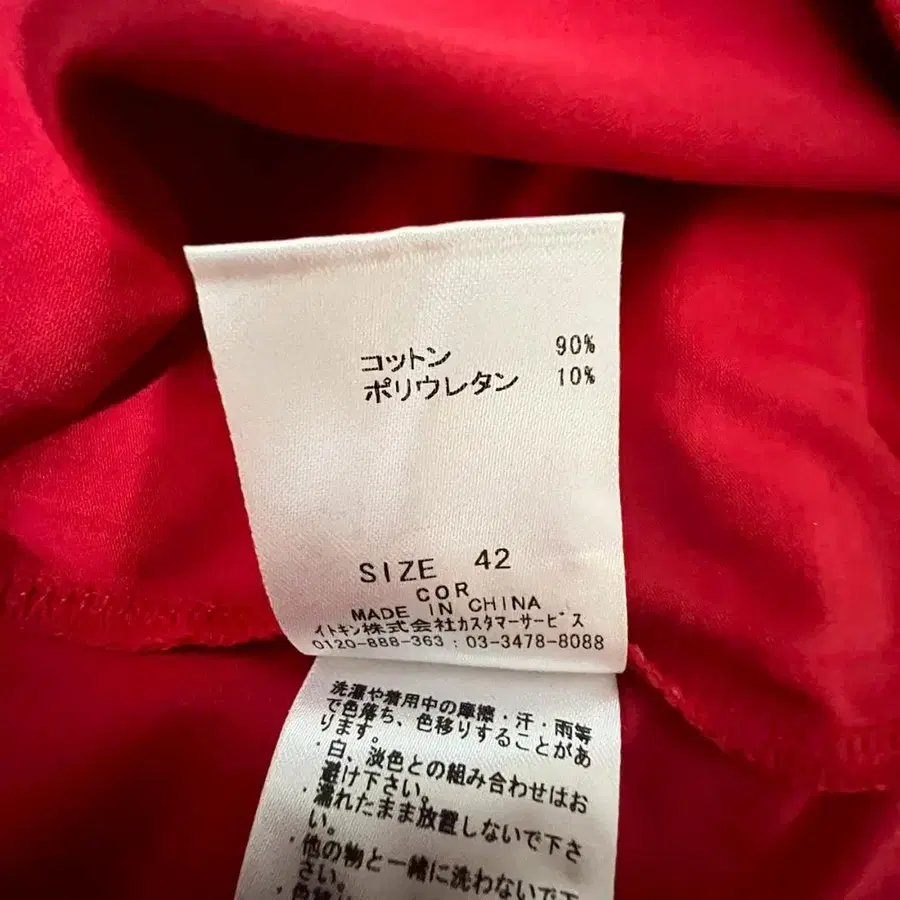 コットン 90%
ポリウレタン 10%
SIZE 42
COR
MADE IN CHINA
イトキン株式会社カスタマーサービス
0120-888-363 : 03-3478-8088
洗濯や着用中の摩擦・汗・雨等
で色落ち、色移りすることがあ
ります。
・白、淡色との組み合わせはお
避け下さい。
・濡れたまま放置しないで下さ
い。
・他の物と一緒に洗わないで下
さい。
・色落